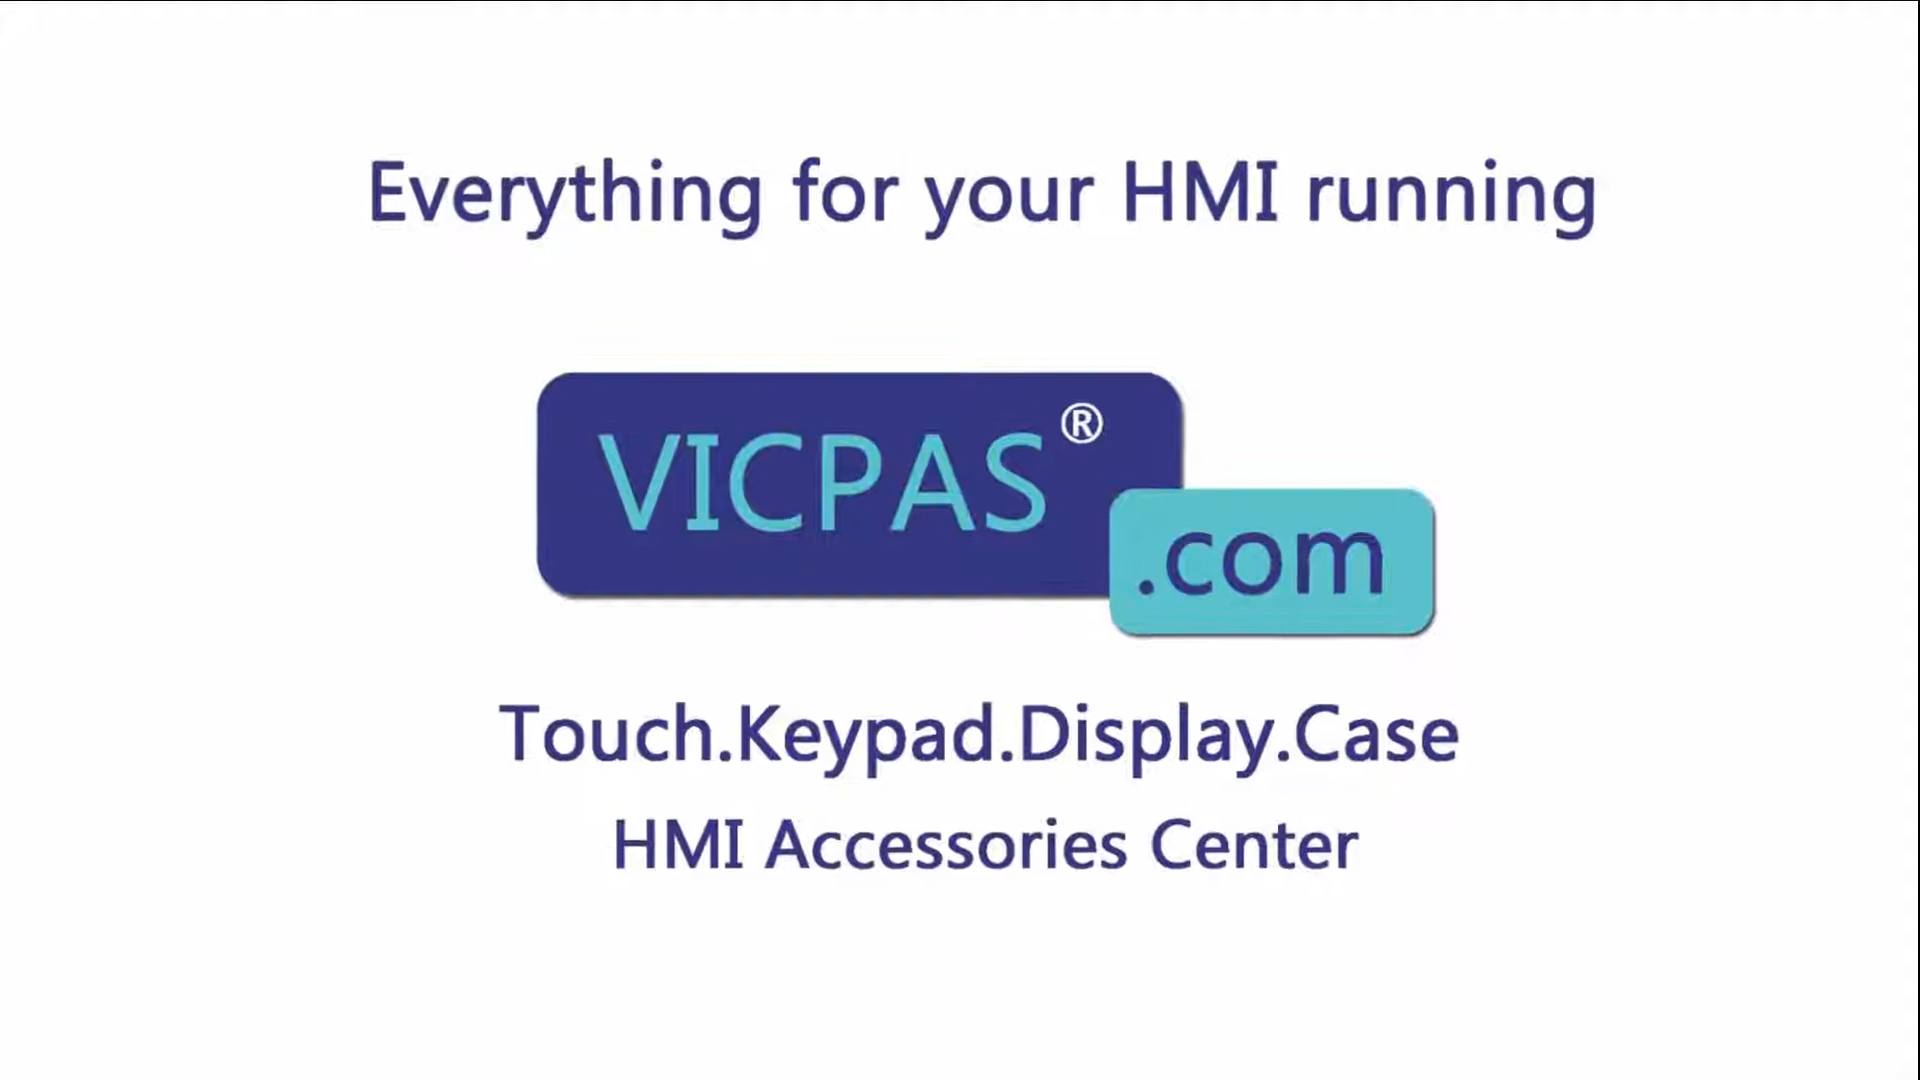 Everything for your HMI running
VICPAS®
.com
Touch.Keypad.Display.Case
HMI Accessories Center